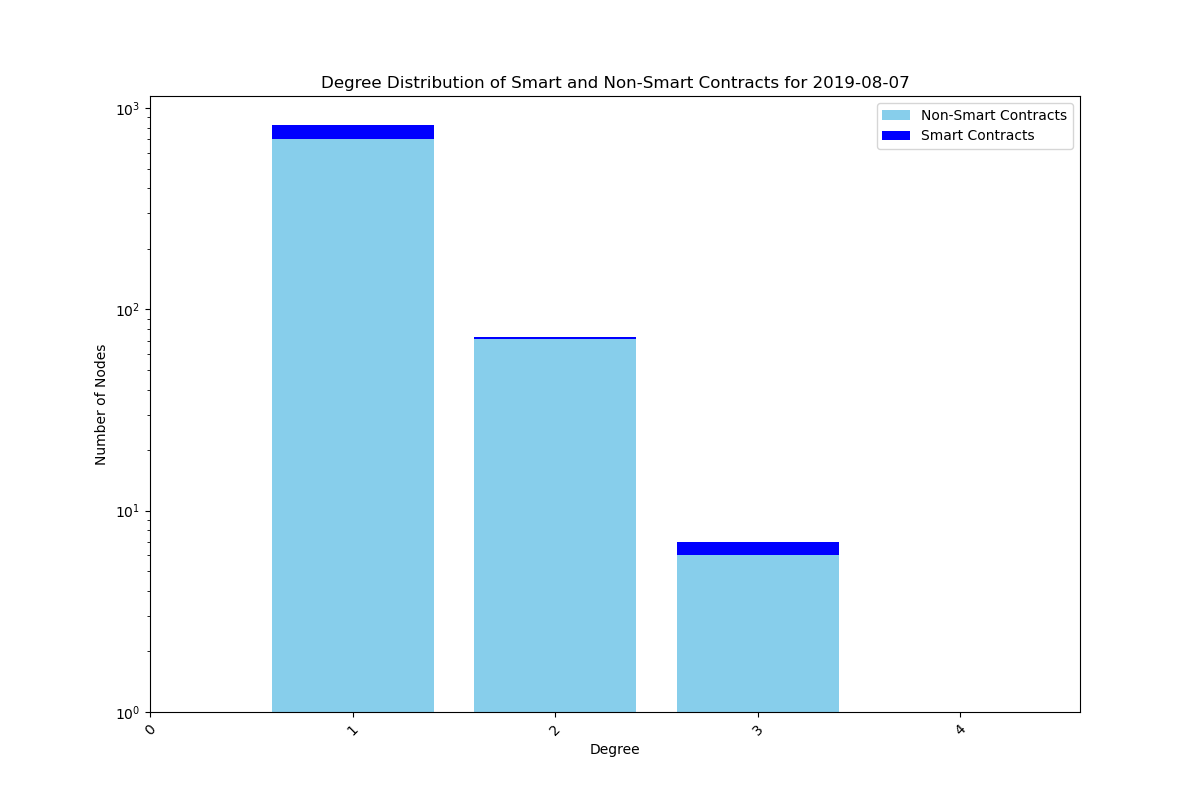 Degree Distribution of Smart and Non-Smart Contracts for 2019-08-07
Non-Smart Contracts
Smart Contracts
Number of Nodes
10³
10²
10¹
10⁰
0
1
2
3
4
Degree